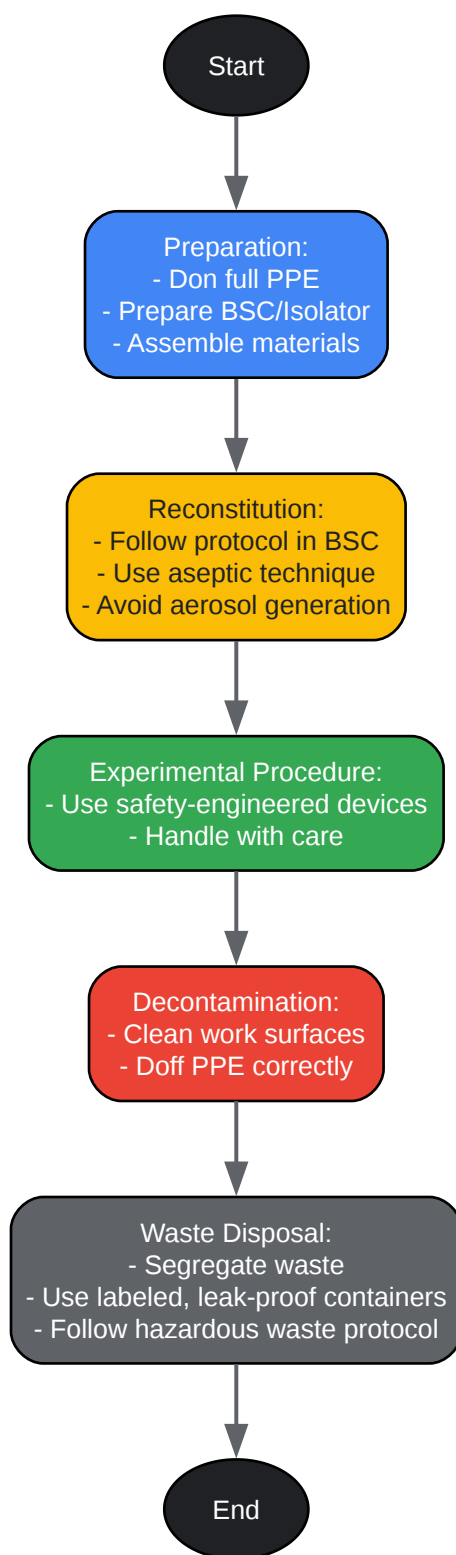 Start
Preparation:
- Don full PPE
- Prepare BSC/Isolator
- Assemble materials
Reconstitution:
- Follow protocol in BSC
- Use aseptic technique
- Avoid aerosol generation
Experimental Procedure:
- Use safety-engineered devices
- Handle with care
Decontamination:
- Clean work surfaces
- Doff PPE correctly
Waste Disposal:
- Segregate waste
- Use labeled, leak-proof containers
- Follow hazardous waste protocol
End